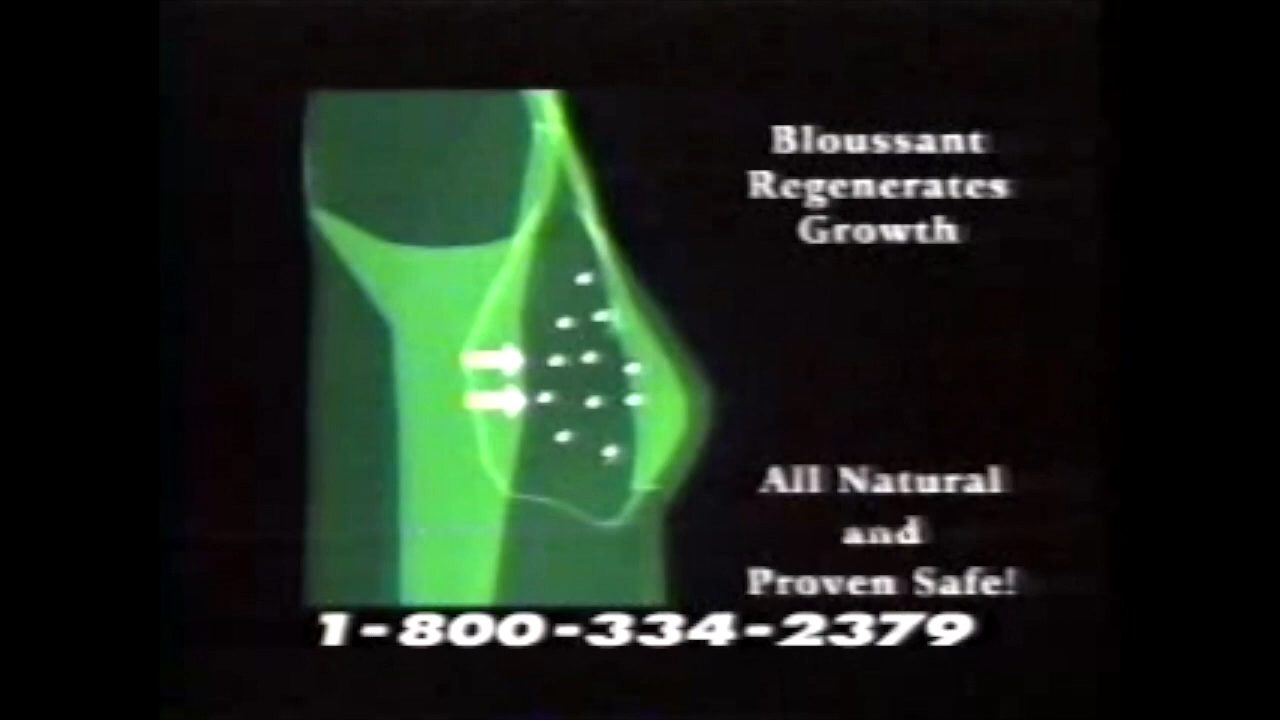 Bloussant
Regenerates
Growth
All Natural
and
Proven Safe!
1-800-334-2379